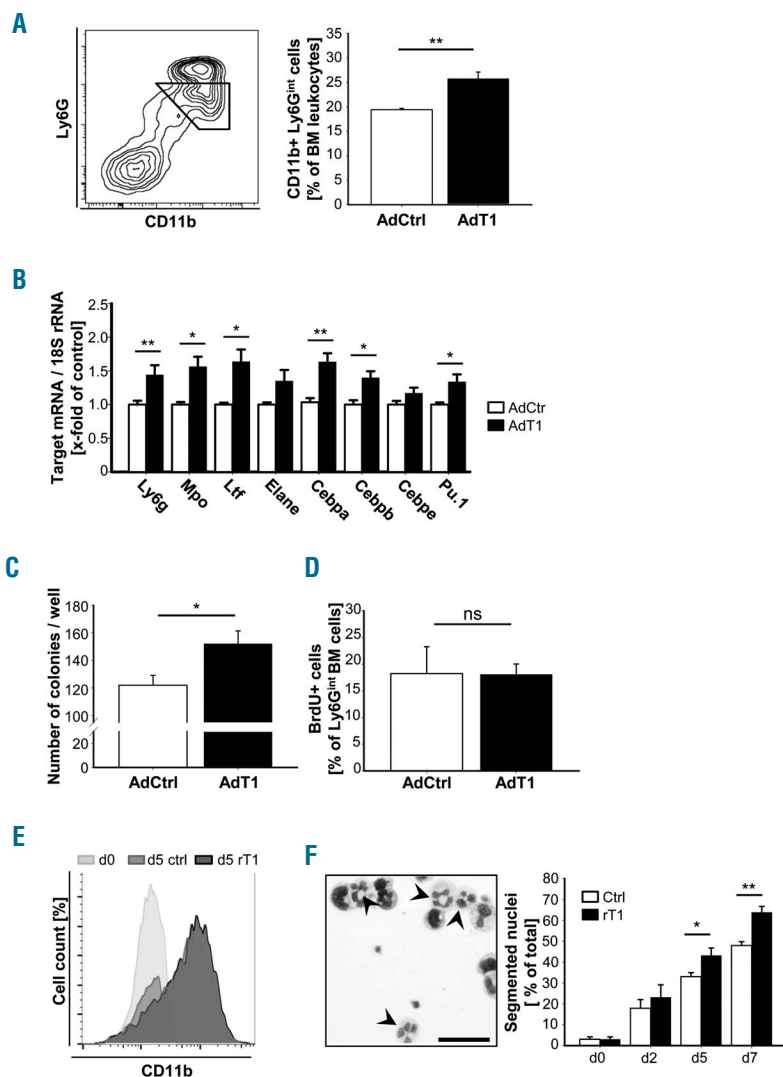 A
Ly6G
CD11b
CD11b+ Ly6G^int cells
[% of BM leukocytes]
35
30
25
20
15
10
5
0
**
AdCtrl
AdT1
B
Target mRNA / 18S rRNA
[x-fold of control]
2.5
2.0
1.5
1.0
0.5
0
**
*
*
**
*
*
Ly6g
Mpo
Ltf
Elane
Cebpa
Cebpb
Cebpe
Pu.1
AdCtr
AdT1
C
Number of colonies / well
180
160
140
120
100
20
0
*
AdCtrl
AdT1
D
BrdU+ cells
[% of Ly6G^int BM cells]
30
25
20
15
10
5
0
ns
AdCtrl
AdT1
E
d0 d5 ctrl d5 rT1
Cell count [%]
CD11b
F
Segmented nuclei
[ % of total]
80
70
60
50
40
30
20
10
0
Ctrl
rT1
*
**
d0
d2
d5
d7